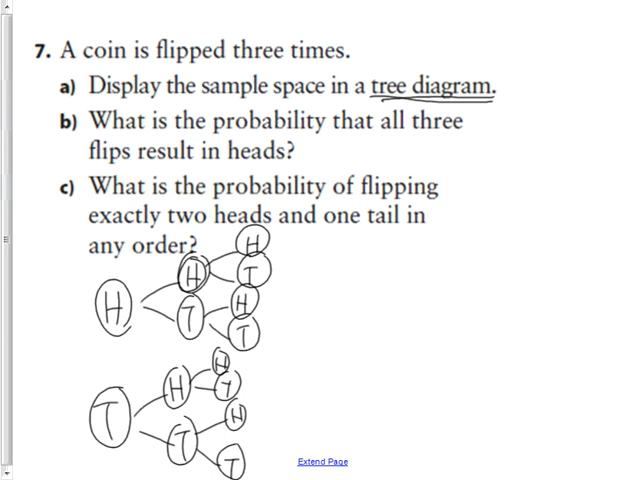 7. A coin is flipped three times.
a) Display the sample space in a tree diagram.
b) What is the probability that all three
flips result in heads?
c) What is the probability of flipping
exactly two heads and one tail in
any order?
H
H
T
H
H
T
T
H
H
T
T
H
T
T
Extend Page